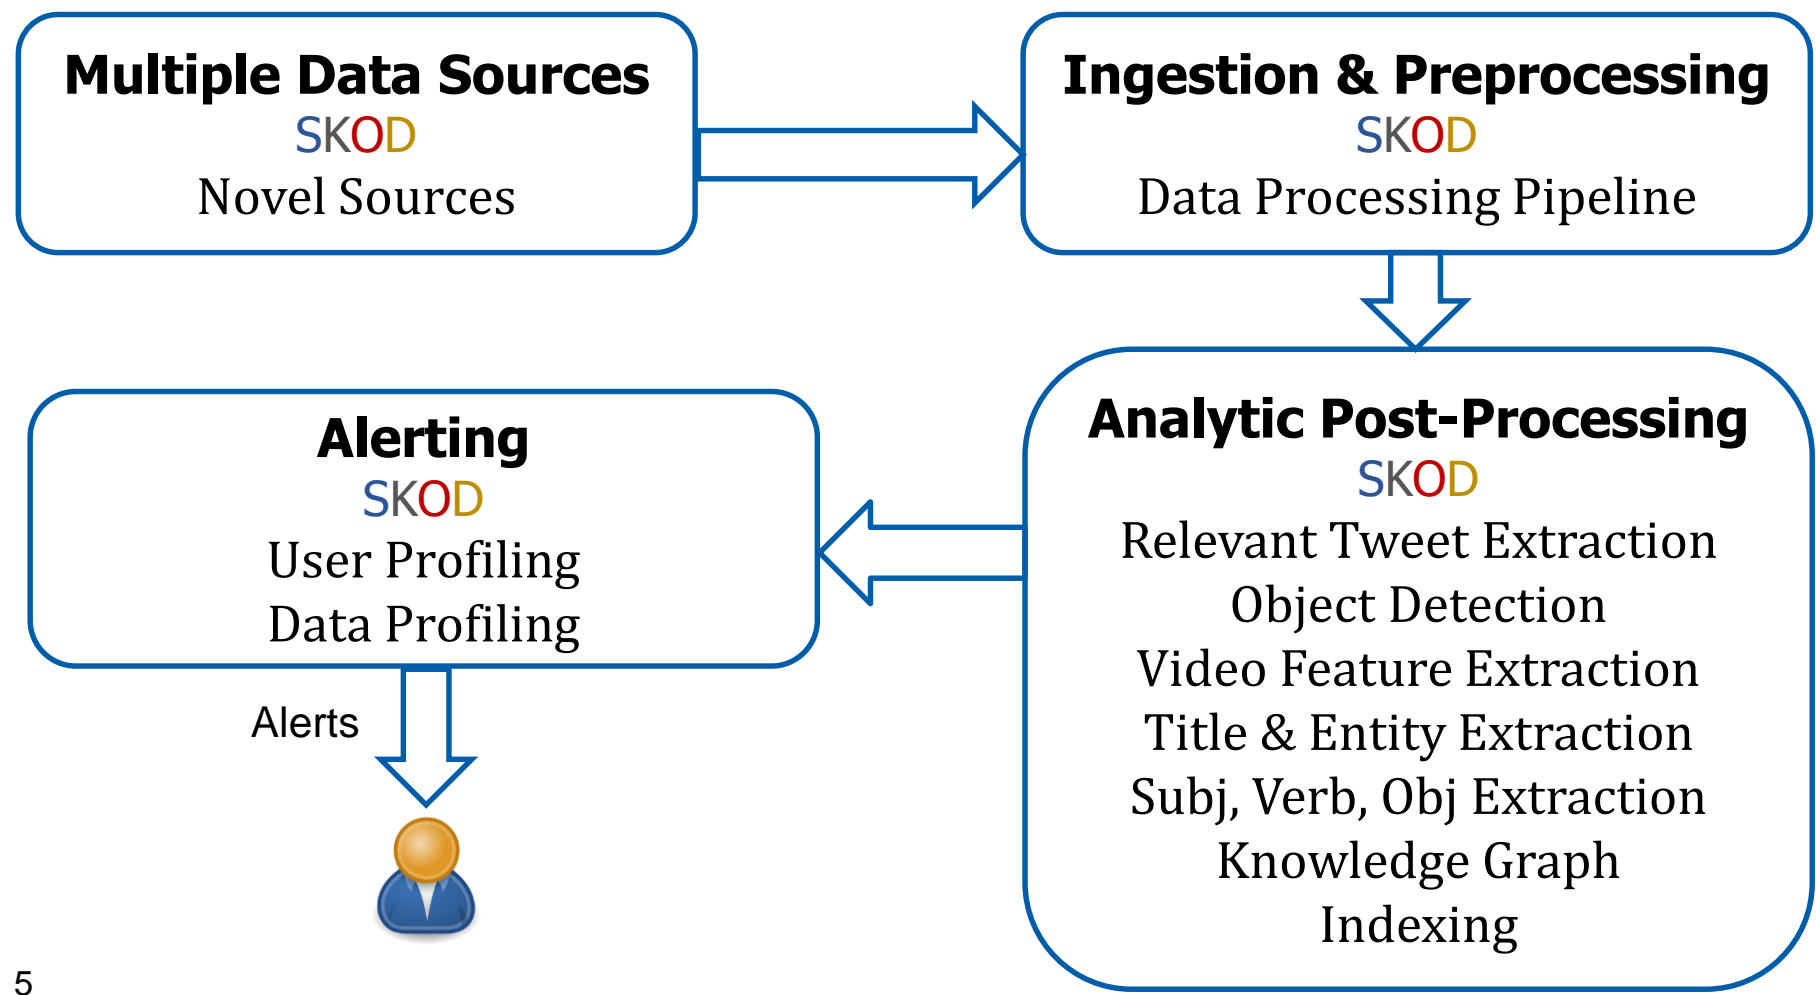 Multiple Data Sources
SKOD
Novel Sources
Ingestion & Preprocessing
SKOD
Data Processing Pipeline
Analytic Post-Processing
SKOD
Relevant Tweet Extraction
Object Detection
Video Feature Extraction
Title & Entity Extraction
Subj, Verb, Obj Extraction
Knowledge Graph
Indexing
Alerting
SKOD
User Profiling
Data Profiling
Alerts
5